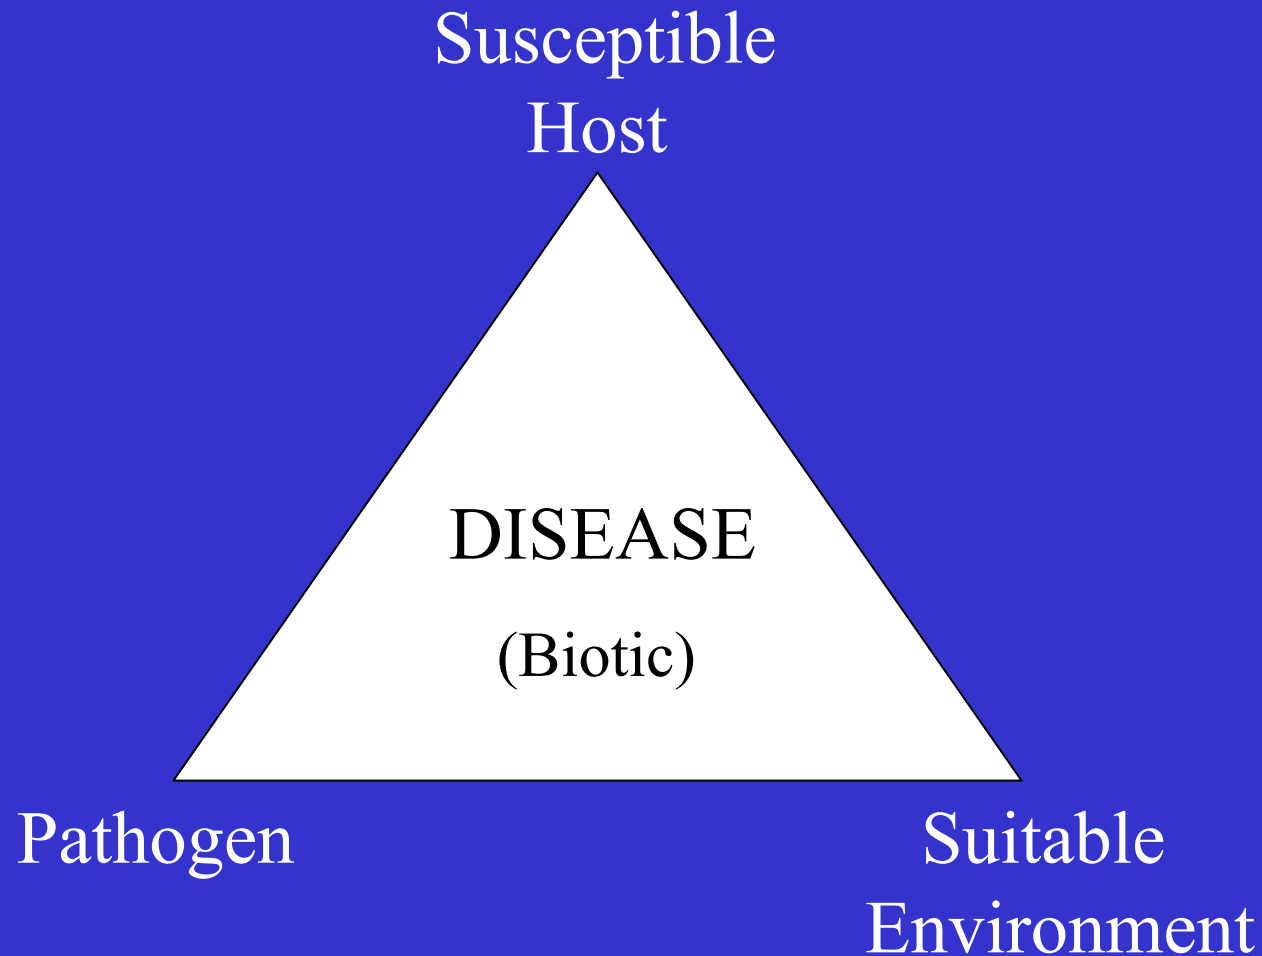 Susceptible
Host
DISEASE
(Biotic)
Pathogen
Suitable
Environment